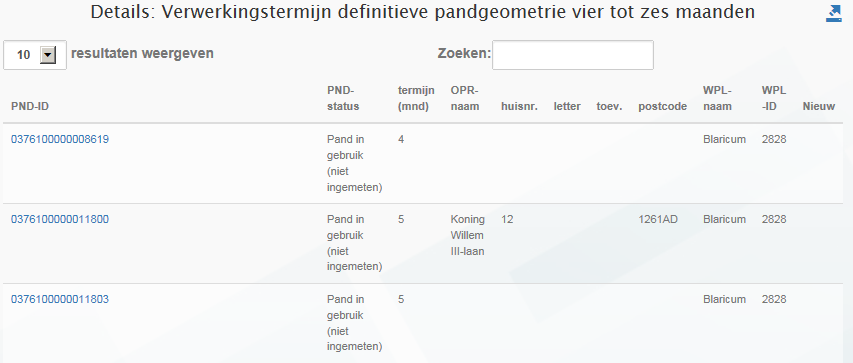 Details: Verwerkingstermijn definitieve pandgeometrie vier tot zes maanden
10 resultaten weergeven Zoeken:
PND-ID PND-status termijn (mnd) OPR-naam huisnr. letter toev. postcode WPL-naam WPL-ID Nieuw
0376100000008619 Pand in gebruik (niet ingemeten) 4 Blaricum 2828
0376100000011800 Pand in gebruik (niet ingemeten) 5 Koning Willem III-laan 12 1261AD Blaricum 2828
0376100000011803 Pand in gebruik (niet ingemeten) 5 Blaricum 2828